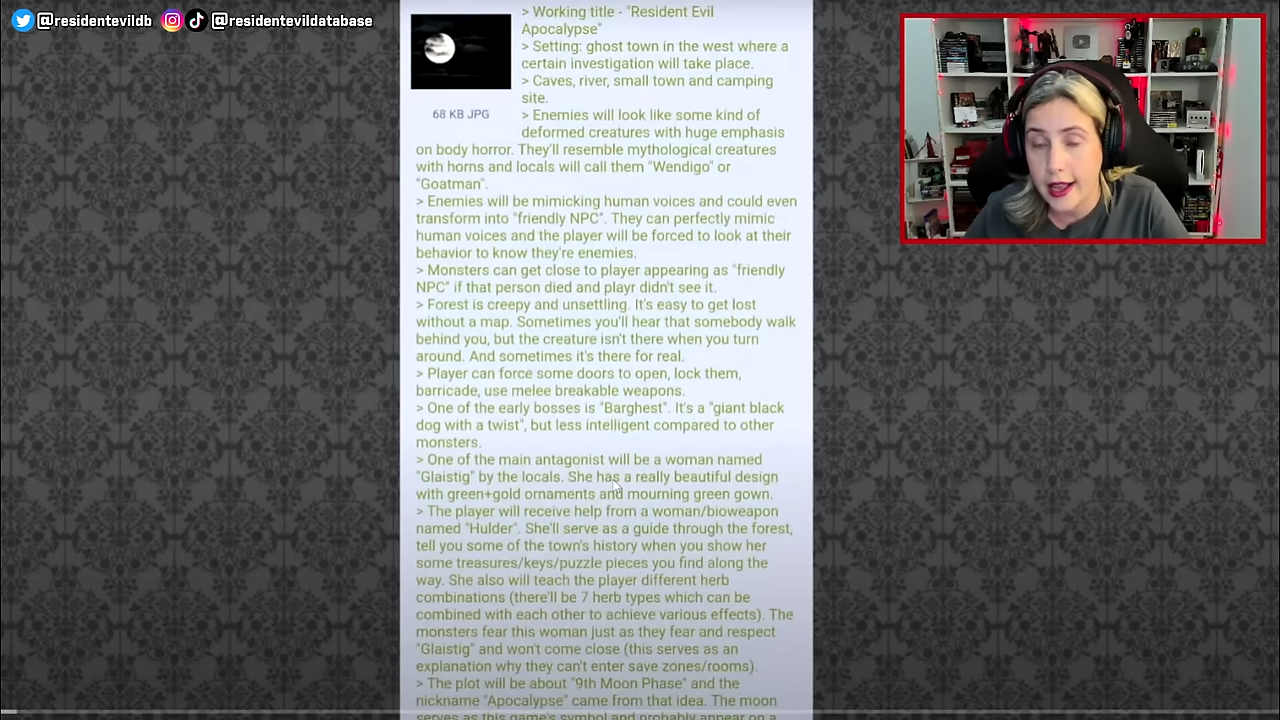 @residentevildb @residentevildatabase
> Working title - "Resident Evil
Apocalypse"
> Setting: ghost town in the west where a
certain investigation will take place.
> Caves, river, small town and camping
site.
68 KB JPG
> Enemies will look like some kind of
deformed creatures with huge emphasis
on body horror. They'll resemble mythological creatures
with horns and locals will call them "Wendigo" or
"Goatman".
> Enemies will be mimicking human voices and could even
transform into "friendly NPC". They can perfectly mimic
human voices and the player will be forced to look at their
behavior to know they're enemies.
> Monsters can get close to player appearing as "friendly
NPC" if that person died and playr didn't see it.
> Forest is creepy and unsettling. It's easy to get lost
without a map. Sometimes you'll hear that somebody walk
behind you, but the creature isn't there when you turn
around. And sometimes it's there for real.
> Player can force some doors to open, lock them,
barricade, use melee breakable weapons.
> One of the early bosses is "Barghest". It's a "giant black
dog with a twist", but less intelligent compared to other
monsters.
> One of the main antagonist will be a woman named
"Glaistig" by the locals. She has a really beautiful design
with green+gold ornaments and mourning green gown.
> The player will receive help from a woman/bioweapon
named "Hulder". She'll serve as a guide through the forest,
tell you some of the town's history when you show her
some treasures/keys/puzzle pieces you find along the
way. She also will teach the player different herb
combinations (there'll be 7 herb types which can be
combined with each other to achieve various effects). The
monsters fear this woman just as they fear and respect
"Glaistig" and won't come close (this serves as an
explanation why they can't enter save zones/rooms).
> The plot will be about "9th Moon Phase" and the
nickname "Apocalypse" came from that idea. The moon
serves as this game's symbol and probably appear on a